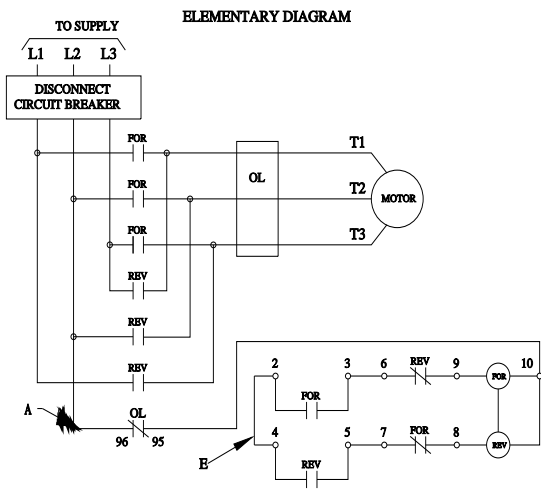 ELEMENTARY DIAGRAM
TO SUPPLY
L1 L2 L3
DISCONNECT
CIRCUIT BREAKER
FOR
T1
OL
FOR
T2
MOTOR
FOR
T3
REV
REV
REV
2 3 6 REV 9 FOR 10
FOR
A
OL
96 95
4 5 7 FOR 8 REV
E
REV